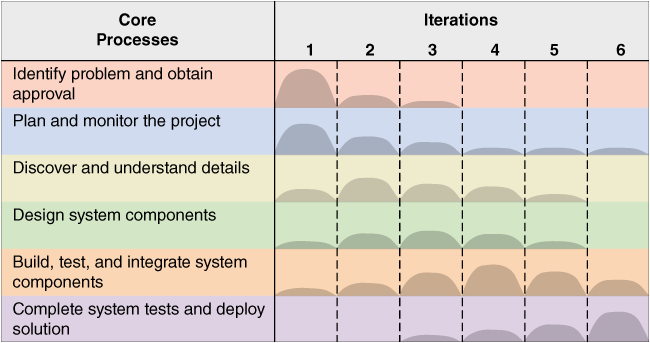 Core
Processes
Iterations
1 2 3 4 5 6
Identify problem and obtain
approval
Plan and monitor the project
Discover and understand details
Design system components
Build, test, and integrate system
components
Complete system tests and deploy
solution